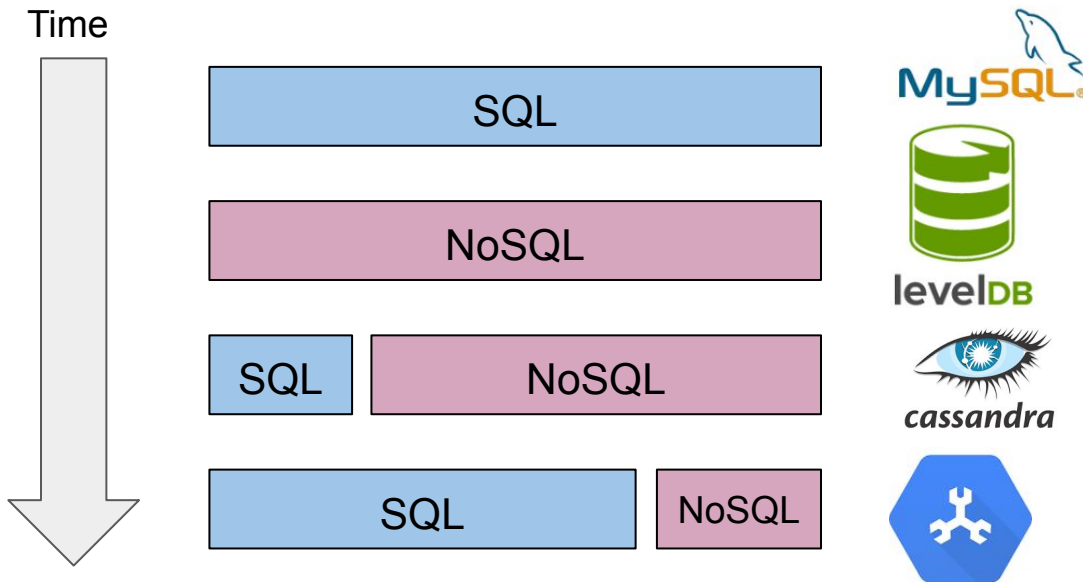 Time
SQL
MySQL®
NoSQL
levelDB
SQL
NoSQL
cassandra
SQL
NoSQL